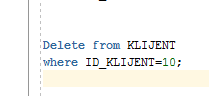 Delete from KLIJENT
where ID_KLIJENT=10;